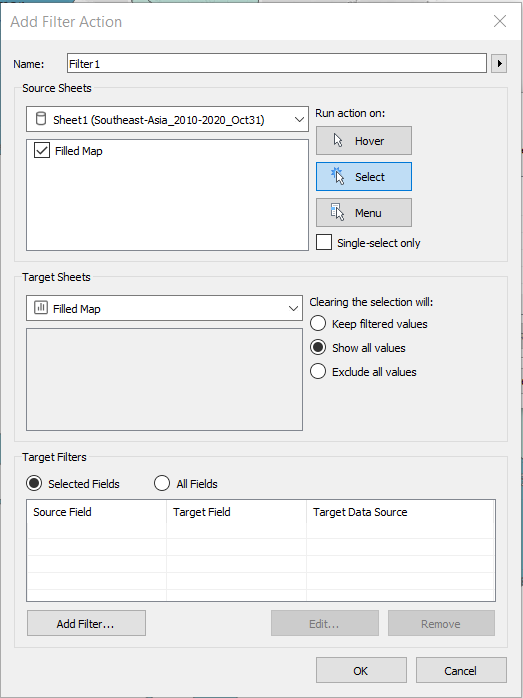 Add Filter Action
Name: Filter1
Source Sheets
Sheet1 (Southeast-Asia_2010-2020_Oct31)
Filled Map
Run action on:
Hover
Select
Menu
Single-select only
Target Sheets
Filled Map
Clearing the selection will:
Keep filtered values
Show all values
Exclude all values
Target Filters
Selected Fields All Fields
Source Field Target Field Target Data Source
Add Filter... Edit... Remove
OK Cancel